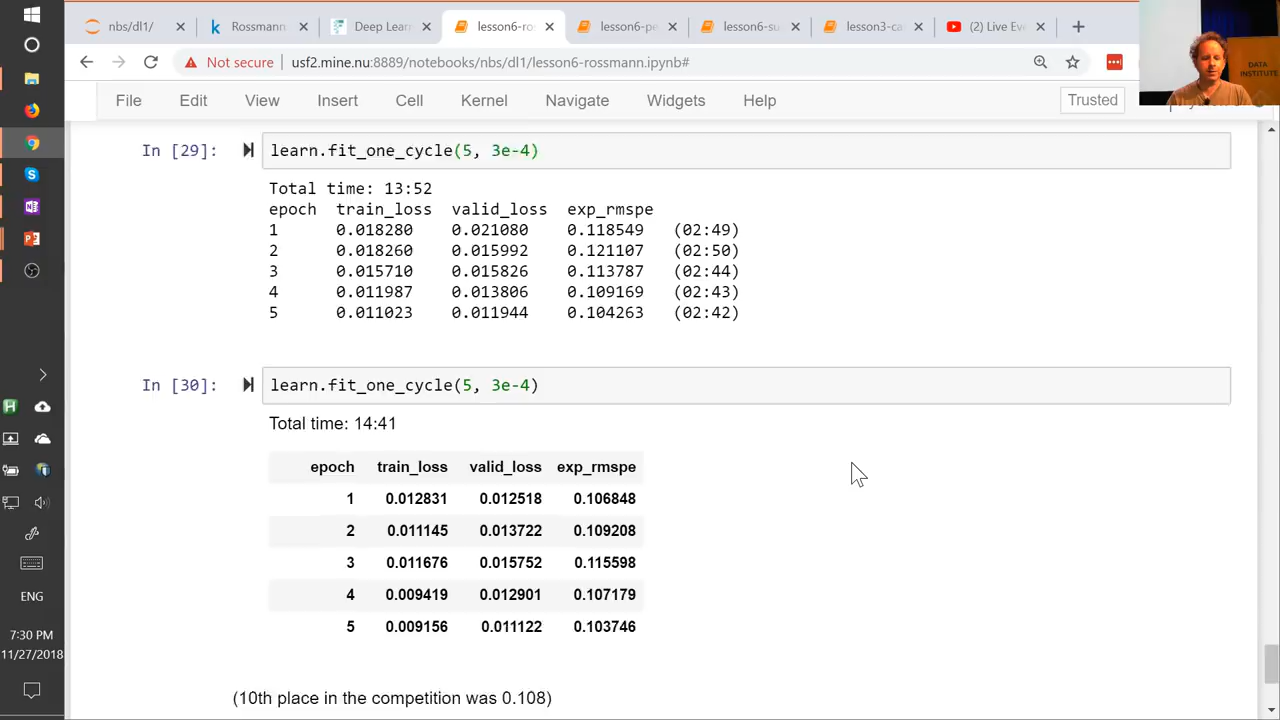 nbs/dl1/
Rossmann
Deep Learn
lesson6-ro
lesson6-pe
lesson6-su
lesson3-ca
(2) Live Eve
Not secure
usf2.mine.nu:8889/notebooks/nbs/dl1/lesson6-rossmann.ipynb#
DATA
INSTITUTE
File Edit View Insert Cell Kernel Navigate Widgets Help
Trusted
In [29]: learn.fit_one_cycle(5, 3e-4)
Total time: 13:52
epoch train_loss valid_loss exp_rmspe
1 0.018280 0.021080 0.118549 (02:49)
2 0.018260 0.015992 0.121107 (02:50)
3 0.015710 0.015826 0.113787 (02:44)
4 0.011987 0.013806 0.109169 (02:43)
5 0.011023 0.011944 0.104263 (02:42)
In [30]: learn.fit_one_cycle(5, 3e-4)
Total time: 14:41
epoch train_loss valid_loss exp_rmspe
1 0.012831 0.012518 0.106848
2 0.011145 0.013722 0.109208
3 0.011676 0.015752 0.115598
4 0.009419 0.012901 0.107179
5 0.009156 0.011122 0.103746
(10th place in the competition was 0.108)
ENG
7:30 PM
11/27/2018